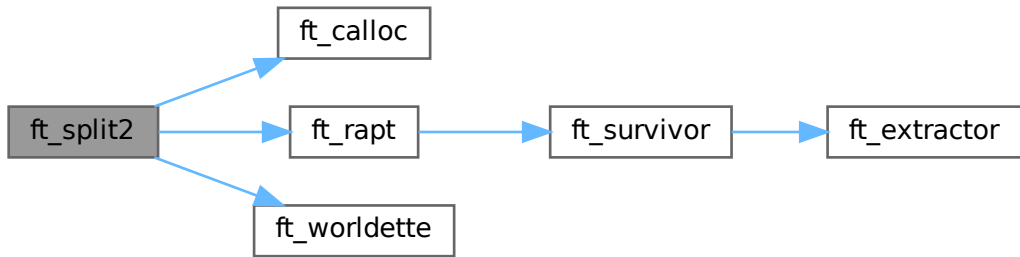 ft_calloc
ft_split2
ft_rapt
ft_survivor
ft_extractor
ft_worldette